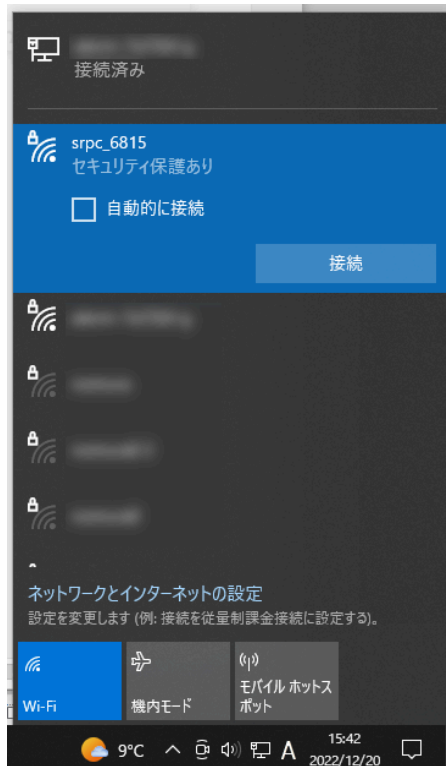 接続済み
srpc_6815
セキュリティ保護あり
自動的に接続
接続
ネットワークとインターネットの設定
設定を変更します (例: 接続を従量制課金接続に設定する)。
Wi-Fi
機内モード
モバイル ホットス
ポット
9°C
A
15:42
2022/12/20